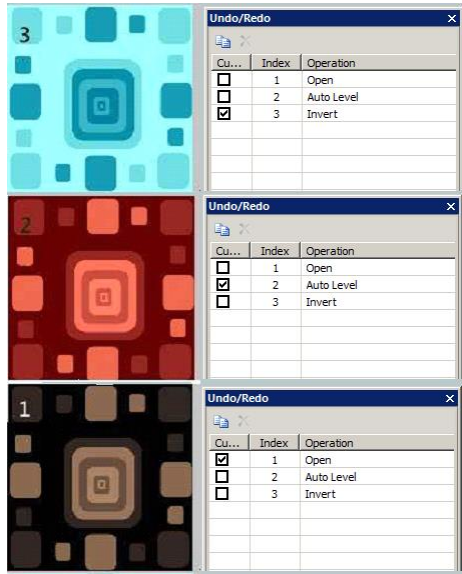 3
Undo/Redo
Cu... Index Operation
1 Open
2 Auto Level
3 Invert
2
Undo/Redo
Cu... Index Operation
1 Open
2 Auto Level
3 Invert
1
Undo/Redo
Cu... Index Operation
1 Open
2 Auto Level
3 Invert